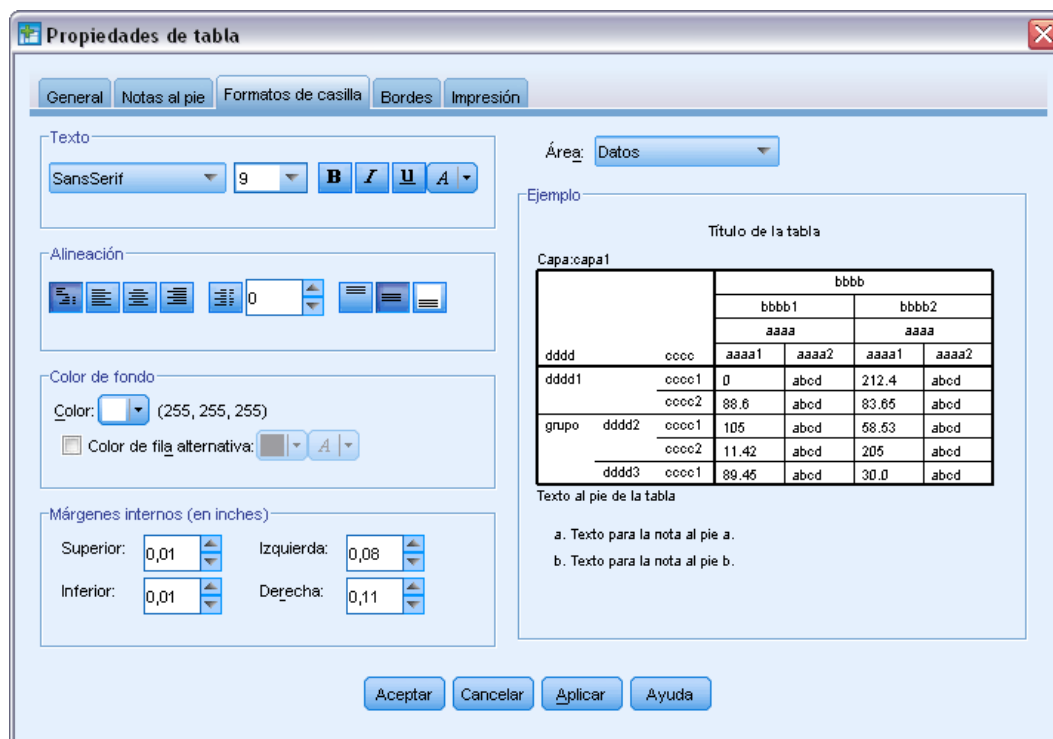 Propiedades de tabla
General Notas al pie Formatos de casilla Bordes Impresión
Texto
SansSerif 9 B I U A
Alineación
0
Color de fondo
Color: (255, 255, 255)
Color de fila alternativa: A
Márgenes internos (en inches)
Superior: 0,01 Izquierda: 0,08
Inferior: 0,01 Derecha: 0,11
Área: Datos
Ejemplo
Título de la tabla
Capa:capa1
bbbb
bbbb1 bbbb2
aaaa aaaa
dddd cccc aaaa1 aaaa2 aaaa1 aaaa2
dddd1 cccc1 0 abcd 212.4 abcd
cccc2 88.6 abcd 83.65 abcd
grupo dddd2 cccc1 105 abcd 58.53 abcd
cccc2 11.42 abcd 205 abcd
dddd3 cccc1 89.45 abcd 30.0 abcd
Texto al pie de la tabla
a. Texto para la nota al pie a.
b. Texto para la nota al pie b.
Aceptar Cancelar Aplicar Ayuda